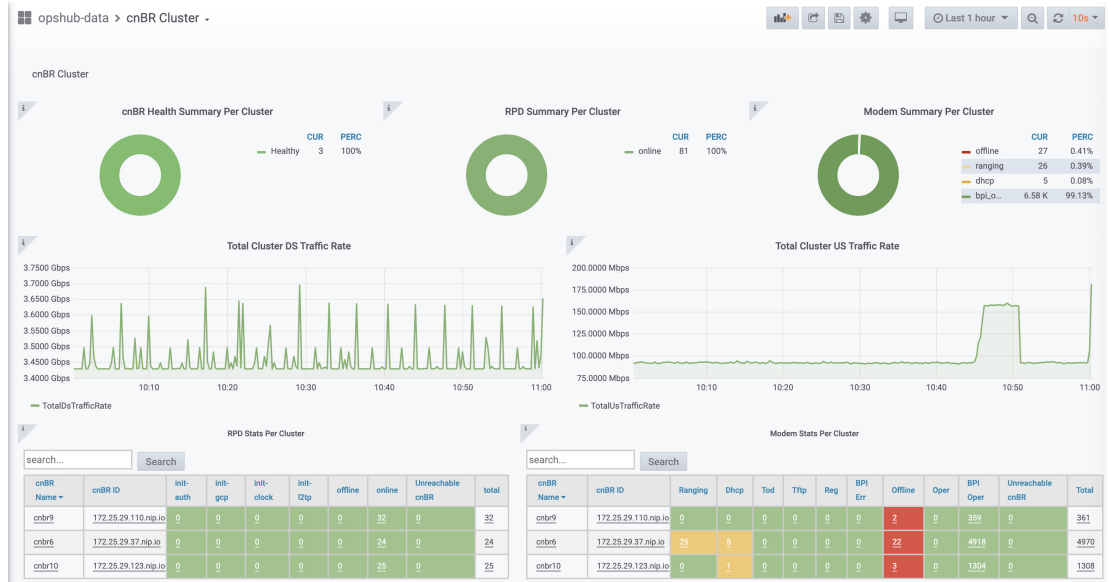 opshub-data > cnBR Cluster
Last 1 hour
10s
cnBR Cluster
cnBR Health Summary Per Cluster
CUR PERC
Healthy 3 100%
RPD Summary Per Cluster
CUR PERC
online 81 100%
Modem Summary Per Cluster
CUR PERC
offline 27 0.41%
ranging 26 0.39%
dhcp 5 0.08%
bpi_o... 6.58 K 99.13%
Total Cluster DS Traffic Rate
3.7500 Gbps
3.7000 Gbps
3.6500 Gbps
3.6000 Gbps
3.5500 Gbps
3.5000 Gbps
3.4500 Gbps
3.4000 Gbps
10:10 10:20 10:30 10:40 10:50 11:00
TotalDsTrafficRate
Total Cluster US Traffic Rate
200.0000 Mbps
175.0000 Mbps
150.0000 Mbps
125.0000 Mbps
100.0000 Mbps
75.0000 Mbps
10:10 10:20 10:30 10:40 10:50 11:00
TotalUsTrafficRate
RPD Stats Per Cluster
search... Search
cnBR Name cnBR ID init-auth init-gcp init-clock init-l2tp offline online Unreachable cnBR total
cnbr9 172.25.29.110.nip.io 0 0 0 0 0 32 0 32
cnbr6 172.25.29.37.nip.io 0 0 0 0 0 24 0 24
cnbr10 172.25.29.123.nip.io 0 0 0 0 0 25 0 25
Modem Stats Per Cluster
search... Search
cnBR Name cnBR ID Ranging Dhcp Tod Tftp Reg BPI Err Offline Oper BPI Oper Unreachable cnBR Total
cnbr9 172.25.29.110.nip.io 0 0 0 0 0 0 2 0 359 0 361
cnbr6 172.25.29.37.nip.io 25 5 0 0 0 0 22 0 4918 0 4970
cnbr10 172.25.29.123.nip.io 0 1 0 0 0 0 3 0 1304 0 1308